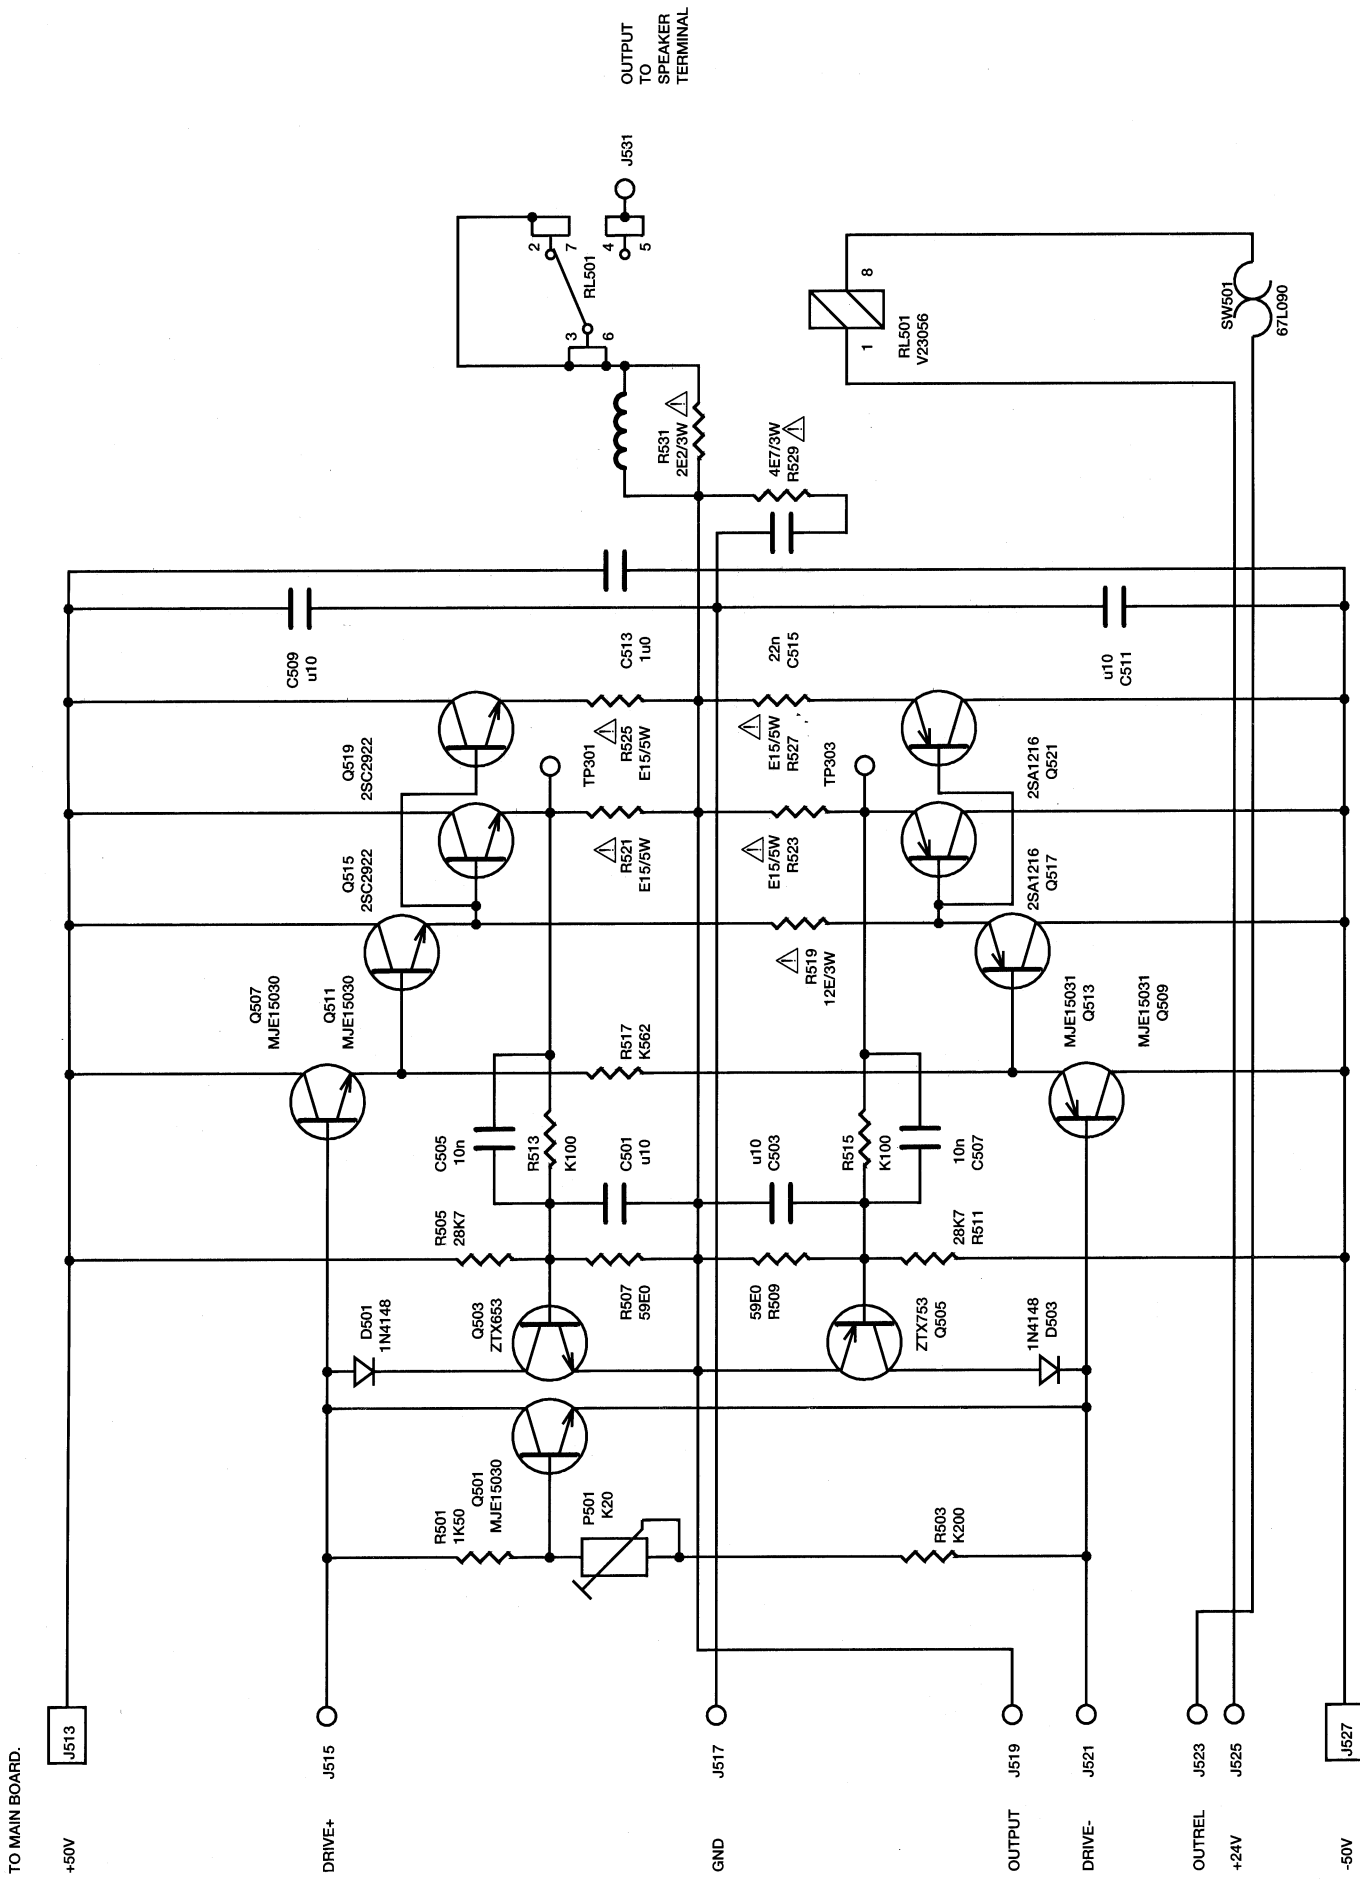 TO MAIN BOARD.
+50V
J513
DRIVE+
J515
GND
J517
OUTPUT
J519
DRIVE-
J521
OUTREL
J523
+24V
J525
-50V
J527
R501
1K50
Q501
MJE15030
P501
K20
R503
K200
D501
1N4148
Q503
ZTX653
R505
28K7
R507
59E0
59E0
R509
ZTX753
Q505
28K7
R511
1N4148
D503
C505
10n
R513
K100
C501
u10
u10
C503
R515
K100
10n
C507
Q507
MJE15030
Q511
MJE15030
R517
K562
MJE15031
Q513
MJE15031
Q509
R519
12E/3W
Q515
2SC2922
R521
E15/5W
E15/5W
R523
2SA1216
Q517
TP301
TP303
Q519
2SC2922
R525
E15/5W
E15/5W
R527
2SA1216
Q521
C509
u10
C513
1u0
22n
C515
u10
C511
R531
2E2/3W
4E7/3W
R529
3
6
RL501
2
7
4
5
J531
OUTPUT
TO
SPEAKER
TERMINAL
1
8
RL501
V23056
SW501
67L090